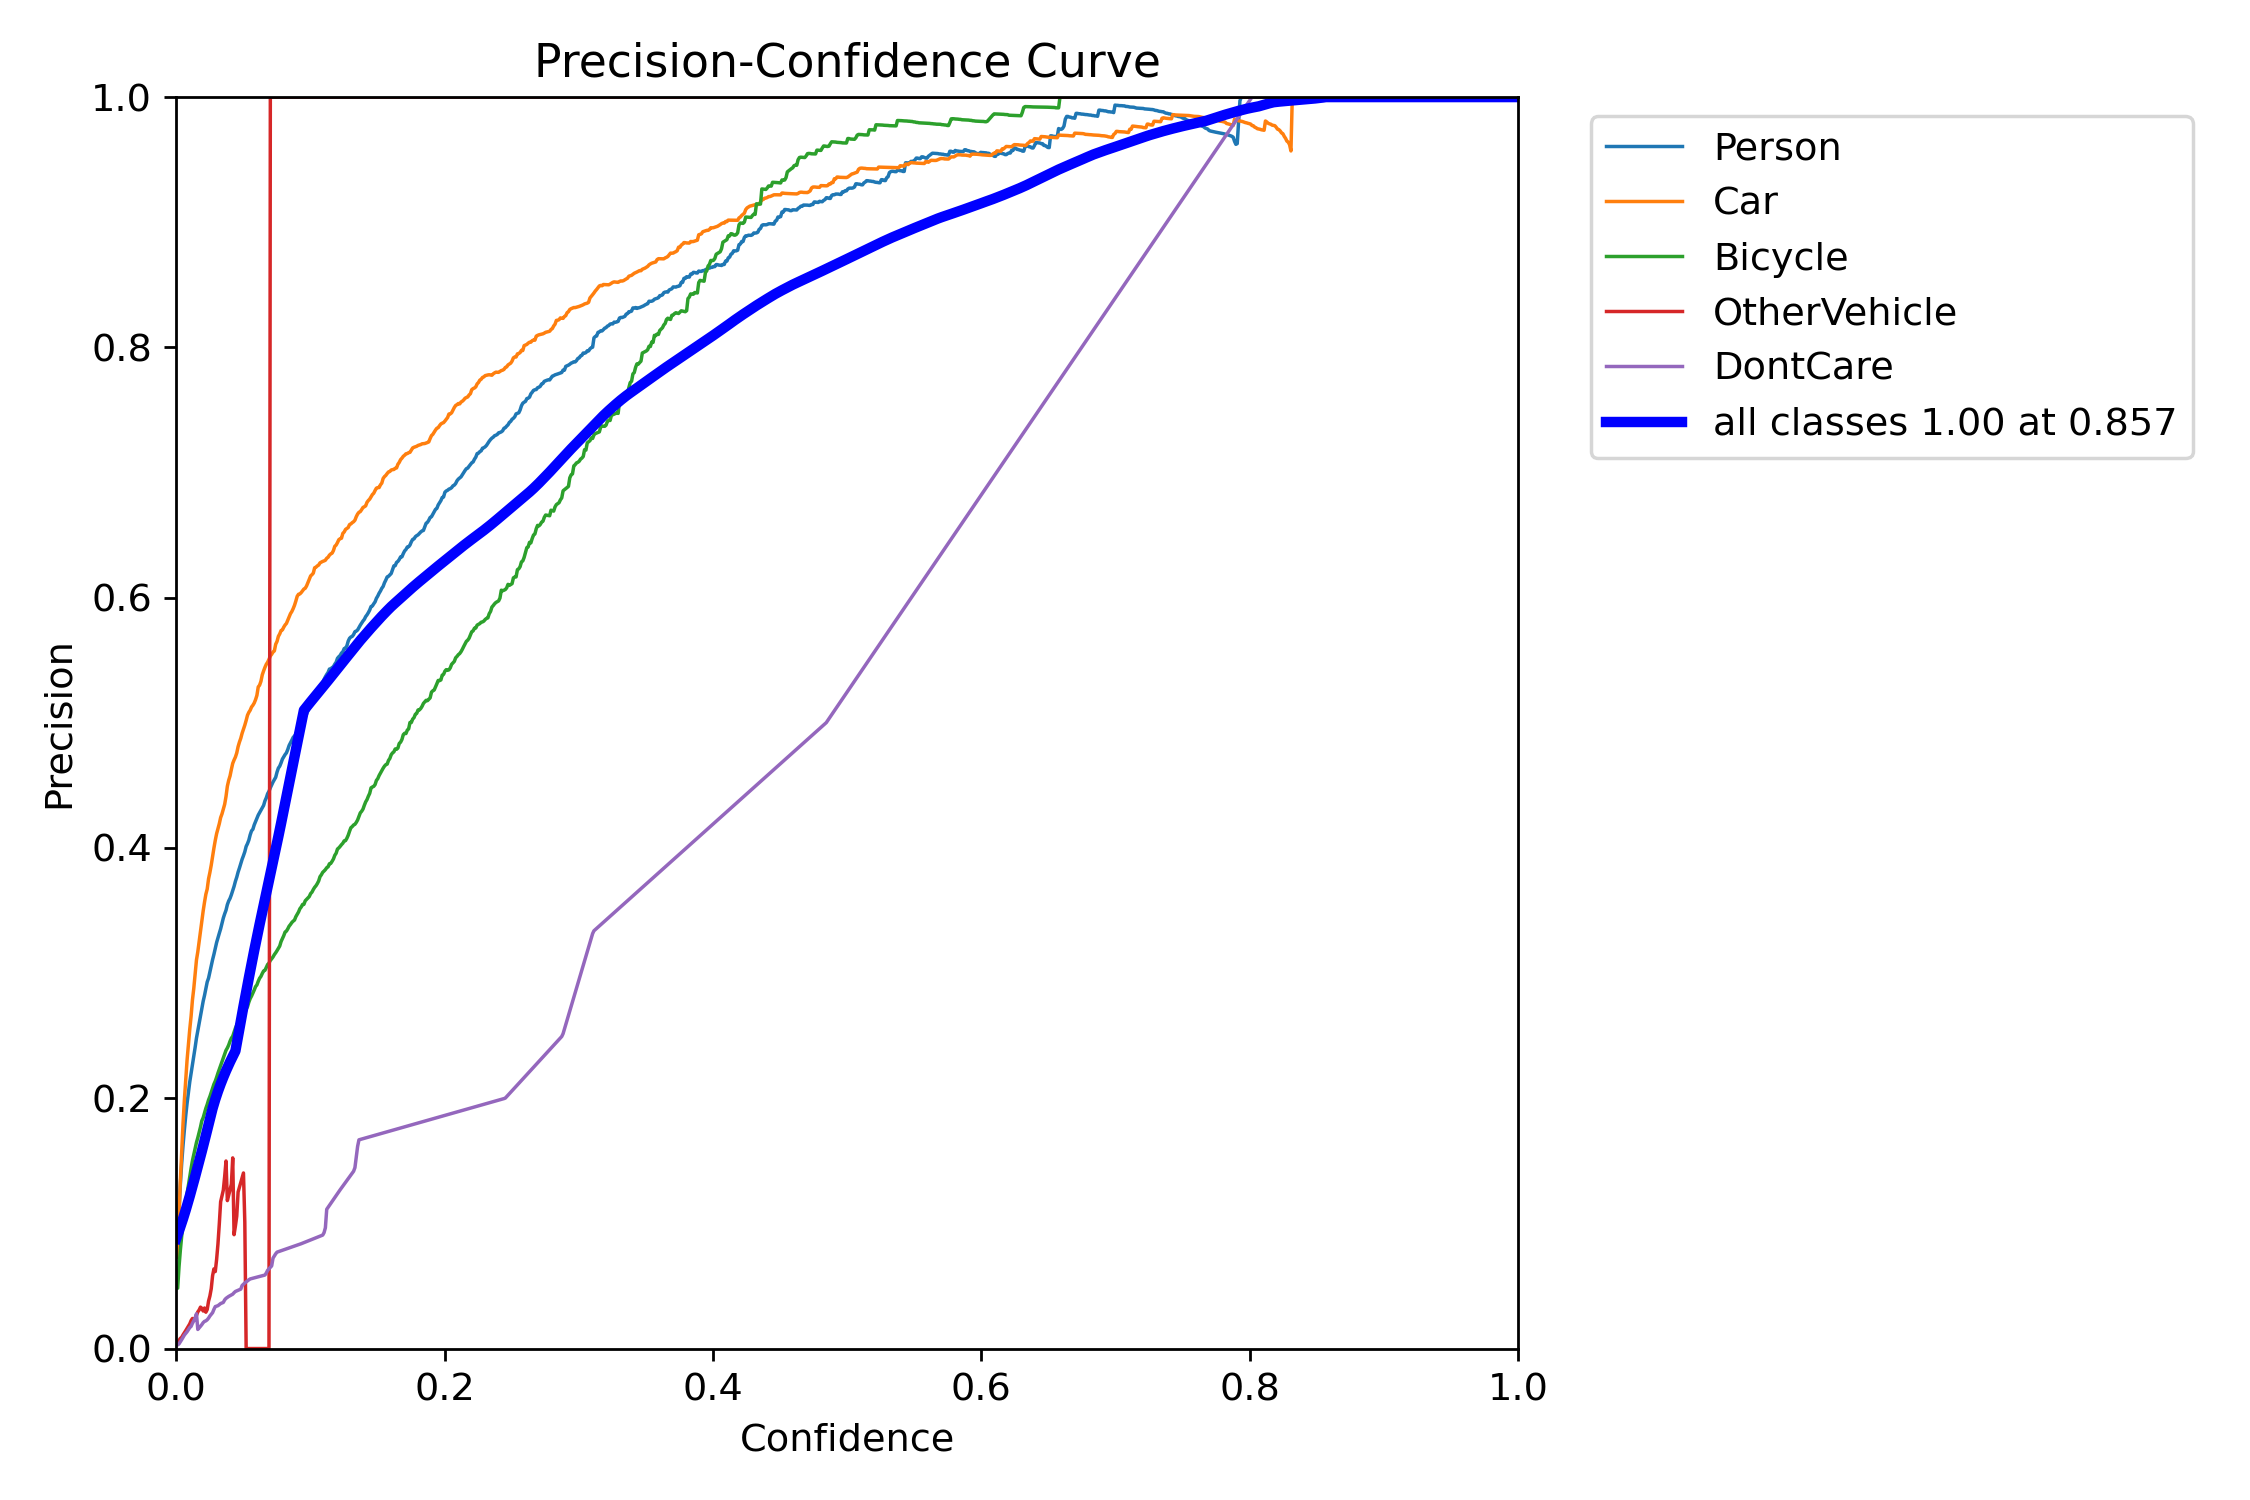 Precision-Confidence Curve
1.0
0.8
0.6
0.4
0.2
0.0
Precision
0.0 0.2 0.4 0.6 0.8 1.0
Confidence
Person
Car
Bicycle
OtherVehicle
DontCare
all classes 1.00 at 0.857